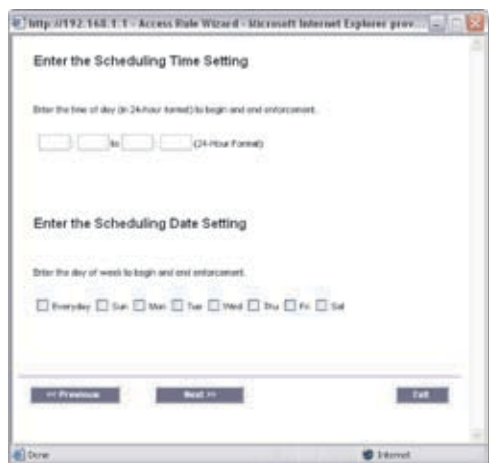 http://192.168.1.1 - Access Rule Wizard - Microsoft Internet Explorer prov...
Enter the Scheduling Time Setting
Enter the time of day (in 24-hour format) to begin and end enforcement.
: to : (24-Hour Format)
Enter the Scheduling Date Setting
Enter the day of week to begin and end enforcement.
Everyday Sun Mon Tue Wed Thu Fri Sat
<< Previous Next >> Exit
Done Internet